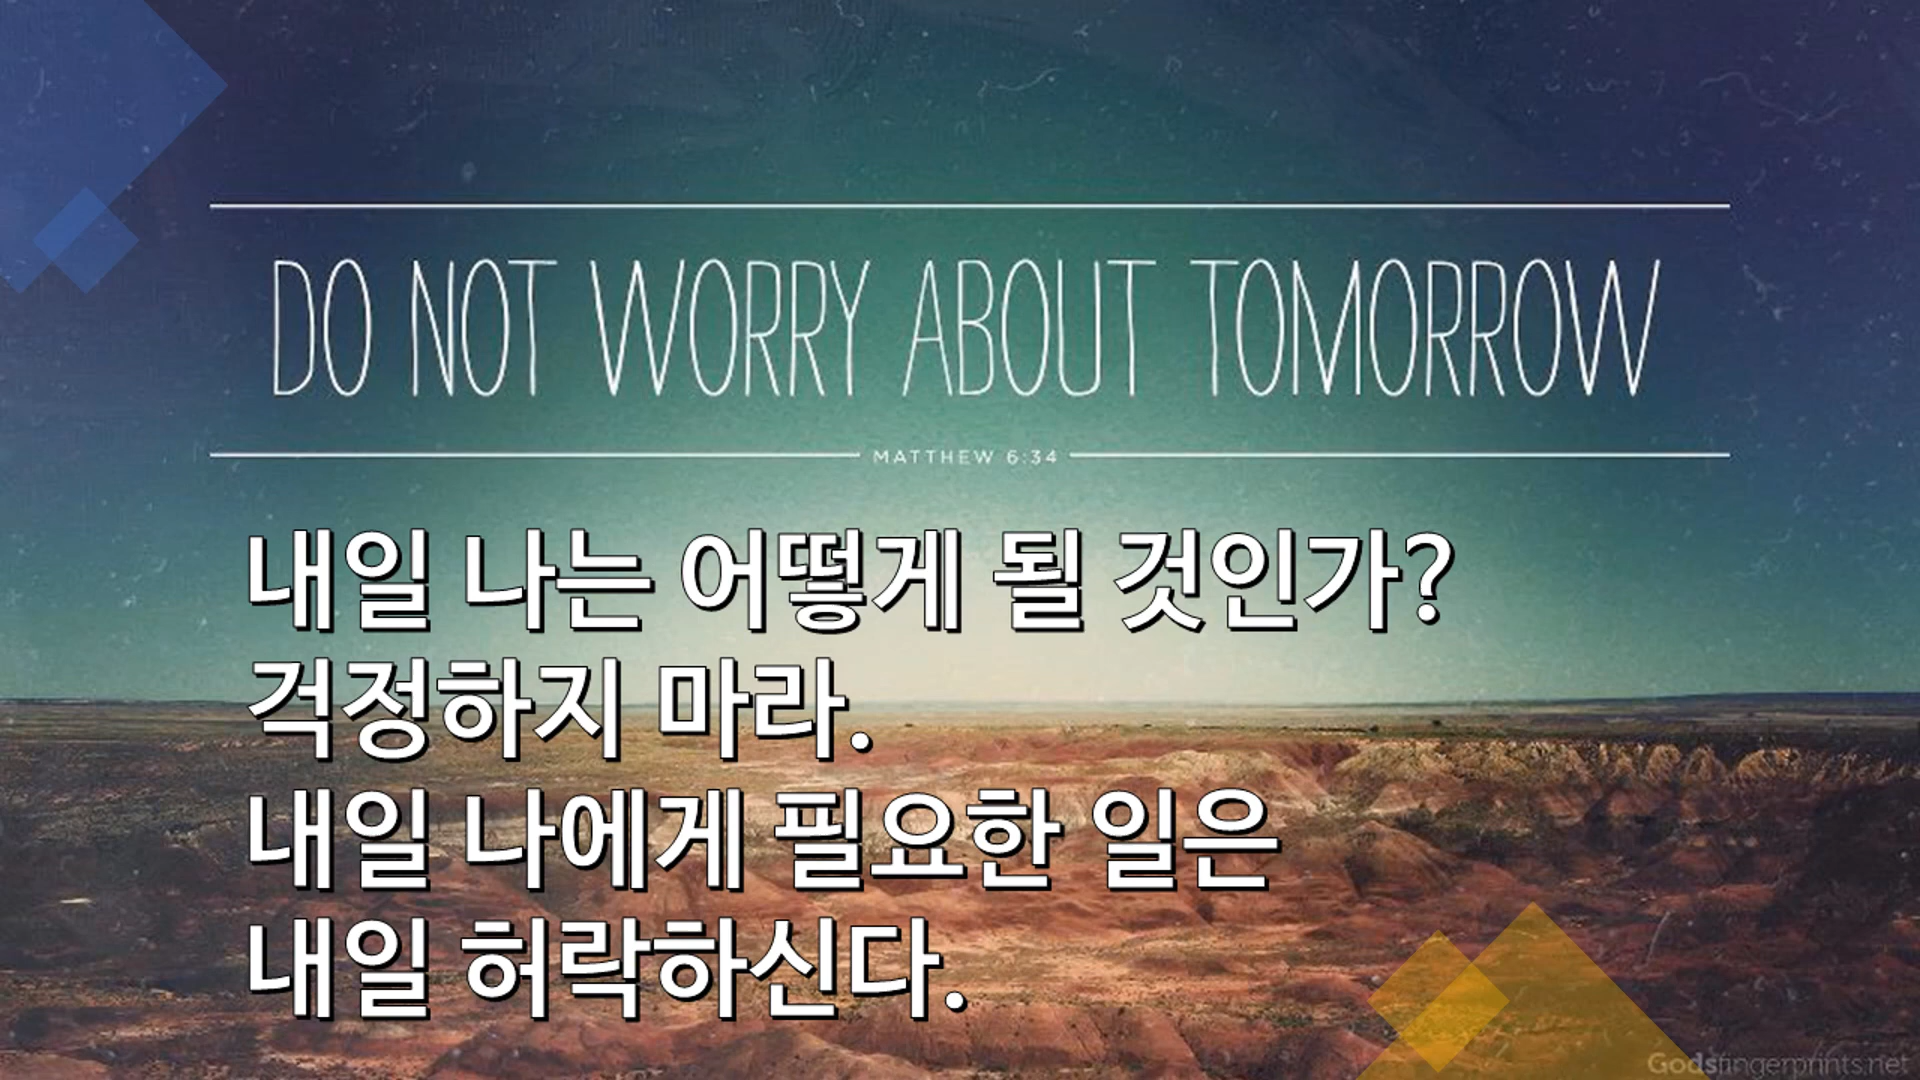 DO NOT WORRY ABOUT TOMORROW
MATTHEW 6:34
내일 나는 어떻게 될 것인가?
걱정하지 마라.
내일 나에게 필요한 일은
내일 허락하신다.
Godsfingerprints.net